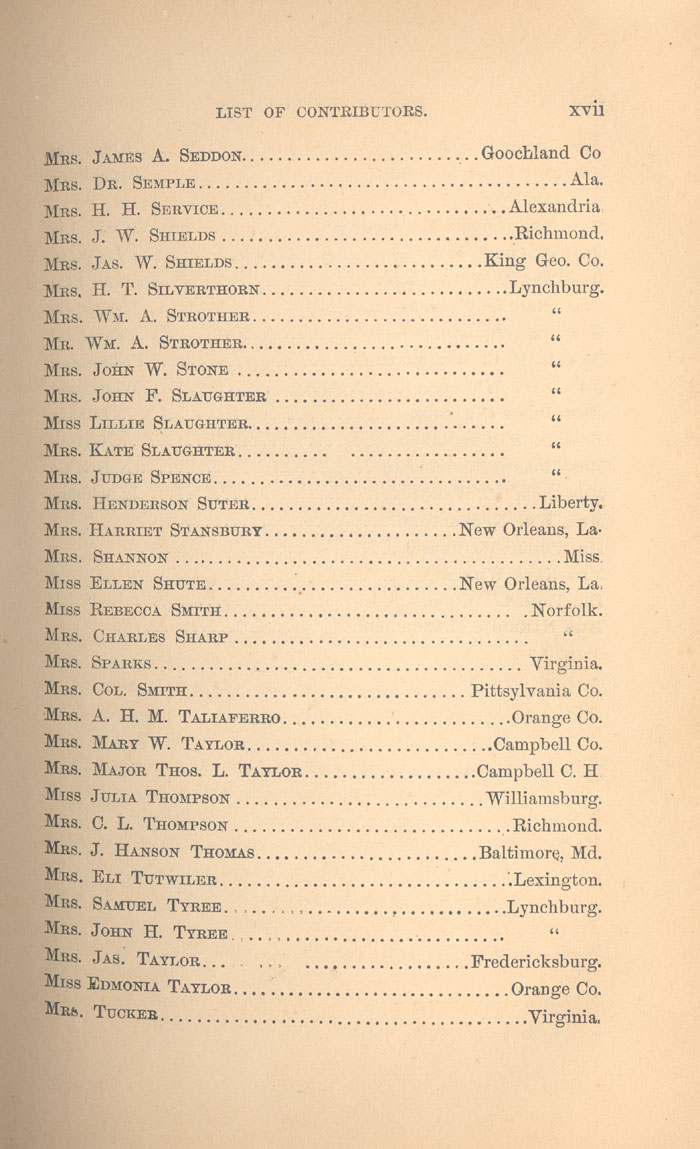 LIST OF CONTRIBUTORS. xvii
MRS. JAMES A. SEDDON..........................Goochland Co
MRS. DR. SEMPLE........................................Ala.
MRS. H. H. SERVICE................................Alexandria
MRS. J. W. SHIELDS ................................Richmond.
MRS. JAS. W. SHIELDS...........................King Geo. Co.
MRS. H. T. SILVERTHORN...........................Lynchburg.
MRS. WM. A. STROTHER............................ “
MR. WM. A. STROTHER............................. “
MRS. JOHN W. STONE ............................. “
MRS. JOHN F. SLAUGHTER ......................... “
MISS LILLIE SLAUGHTER............................ “
MRS. KATE SLAUGHTER.......... ................. “
MRS. JUDGE SPENCE................................ “
MRS. HENDERSON SUTER...............................Liberty.
MRS. HARRIET STANSBURY.....................New Orleans, La.
MRS. SHANNON ..........................................Miss.
MISS ELLEN SHUTE...........................New Orleans, La.
MISS REBECCA SMITH................................. .Norfolk.
MRS. CHARLES SHARP ................................ “
MRS. SPARKS........................................ Virginia.
MRS. COL. SMITH.............................. Pittsylvania Co.
MRS. A. H. M. TALIAFERRO.........................Orange Co.
MRS. MARY W. TAYLOR...........................Campbell Co.
MRS. MAJOR THOS. L. TAYLOR...................Campbell C. H
MISS JULIA THOMPSON ...........................Williamsburg.
MRS. C. L. THOMPSON ..............................Richmond.
MRS. J. HANSON THOMAS........................Baltimore, Md.
MRS. ELI TUTWILER................................Lexington.
MRS. SAMUEL TYREE...............................Lynchburg.
MRS. JOHN H. TYREE.............................. “
MRS. JAS. TAYLOR... ... ..................Fredericksburg.
MISS EDMONIA TAYLOR..............................Orange Co.
MRS. TUCKER........................................Virginia.